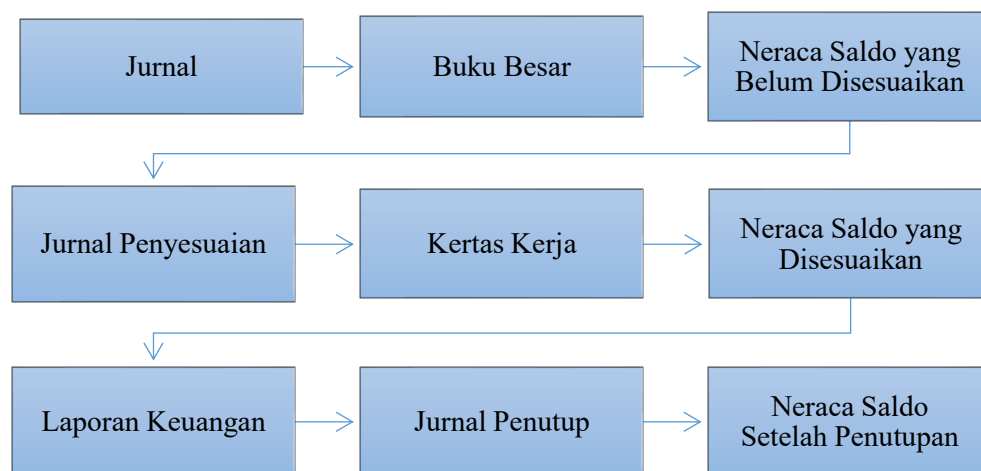 Jurnal
Buku Besar
Neraca Saldo yang
Belum Disesuaikan
Jurnal Penyesuaian
Kertas Kerja
Neraca Saldo yang
Disesuaikan
Laporan Keuangan
Jurnal Penutup
Neraca Saldo
Setelah Penutupan